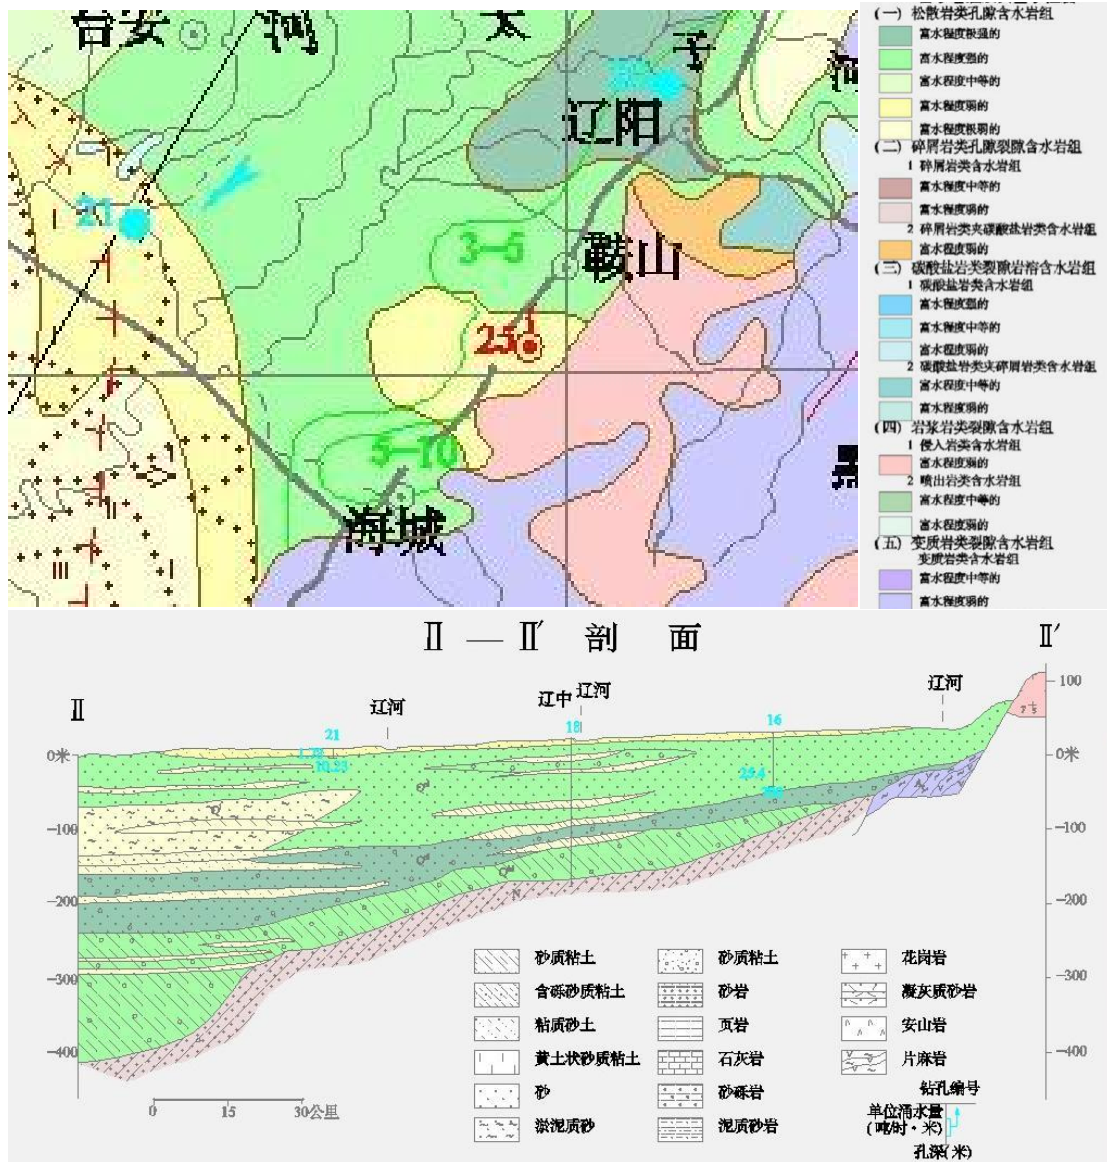 台安
河
太
子
河
辽阳
21
3-5
鞍山
25
1
5-10
海城
I
II
III
I
(一) 松散岩类孔隙含水岩组
富水程度极强的
富水程度强的
富水程度中等的
富水程度弱的
富水程度极弱的
(二) 碎屑岩类孔隙裂隙含水岩组
1 碎屑岩类含水岩组
富水程度中等的
富水程度弱的
2 碎屑岩类夹碳酸盐岩类含水岩组
富水程度弱的
(三) 碳酸盐岩类裂隙岩溶含水岩组
1 碳酸盐岩类含水岩组
富水程度强的
富水程度中等的
富水程度弱的
2 碳酸盐岩类夹碎屑岩类含水岩组
富水程度中等的
富水程度弱的
(四) 岩浆岩类裂隙含水岩组
1 侵入岩类含水岩组
富水程度弱的
2 喷出岩类含水岩组
富水程度中等的
富水程度弱的
(五) 变质岩类裂隙含水岩组
变质岩类含水岩组
富水程度中等的
富水程度弱的
II — II′ 剖 面
II
II′
辽河
辽中
辽河
辽河
21
18
16
10.23
29.4
0米
-100
-200
-300
-400
100
0米
-100
-200
-300
-400
N
砂质粘土
砂质粘土
花岗岩
含砾砂质粘土
砂岩
凝灰质砂岩
粘质砂土
页岩
安山岩
黄土状砂质粘土
石灰岩
片麻岩
砂
砂砾岩
淤泥质砂
泥质砂岩
钻孔编号
单位涌水量
(吨/时·米)
孔深(米)
0 15 30公里